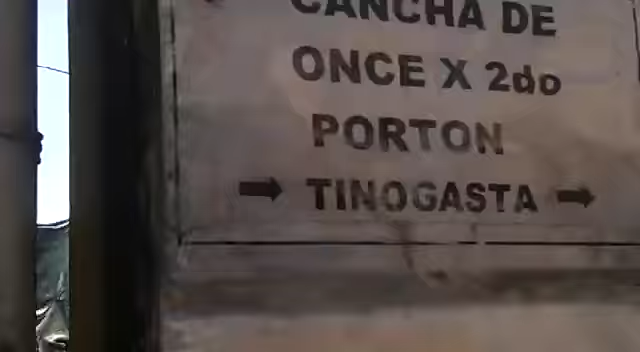 CANCHA DE
ONCE X 2do
PORTON
➡ TINOGASTA ➡